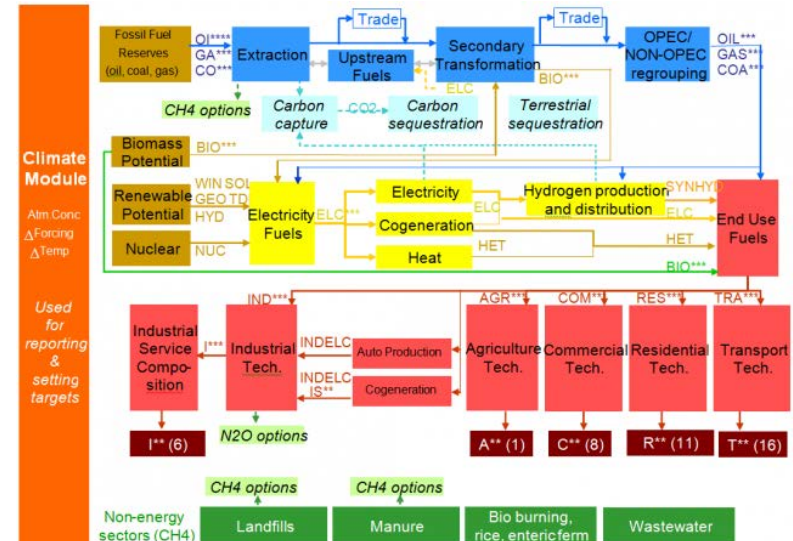 Climate
Module
Atm Conc
ΔForcing
ΔTemp
Used
for
reporting
&
setting
targets
Fossil Fuel
Reserves
(oil, coal, gas)
OI****
GA***
CO***
Extraction
Trade
Upstream
Fuels
Secondary
Transformation
Trade
OPEC/
NON-OPEC
regrouping
OIL***
GAS***
COA***
ELC
BIO***
CH4 options
Carbon
capture
CO2
Carbon
sequestration
Terrestrial
sequestration
Biomass
Potential
BIO***
Renewable
Potential
WIN SOL
GEO TD
HYD
Nuclear
NUC
Electricity
Fuels
ELC***
Electricity
Cogeneration
Heat
ELC
HET
Hydrogen production
and distribution
SYNHYD
ELC
HET
BIO***
End Use
Fuels
IND***
AGR***
COM***
RES***
TRA***
Industrial
Service
Compo-
sition
I***
Industrial
Tech.
INDELC
Auto Production
INDELC
IS**
Cogeneration
Agriculture
Tech.
Commercial
Tech.
Residential
Tech.
Transport
Tech.
I** (6)
N2O options
A** (1)
C** (8)
R** (11)
T** (16)
CH4 options
CH4 options
Non-energy
sectors (CH4)
Landfills
Manure
Bio burning,
rice, enteric ferm
Wastewater